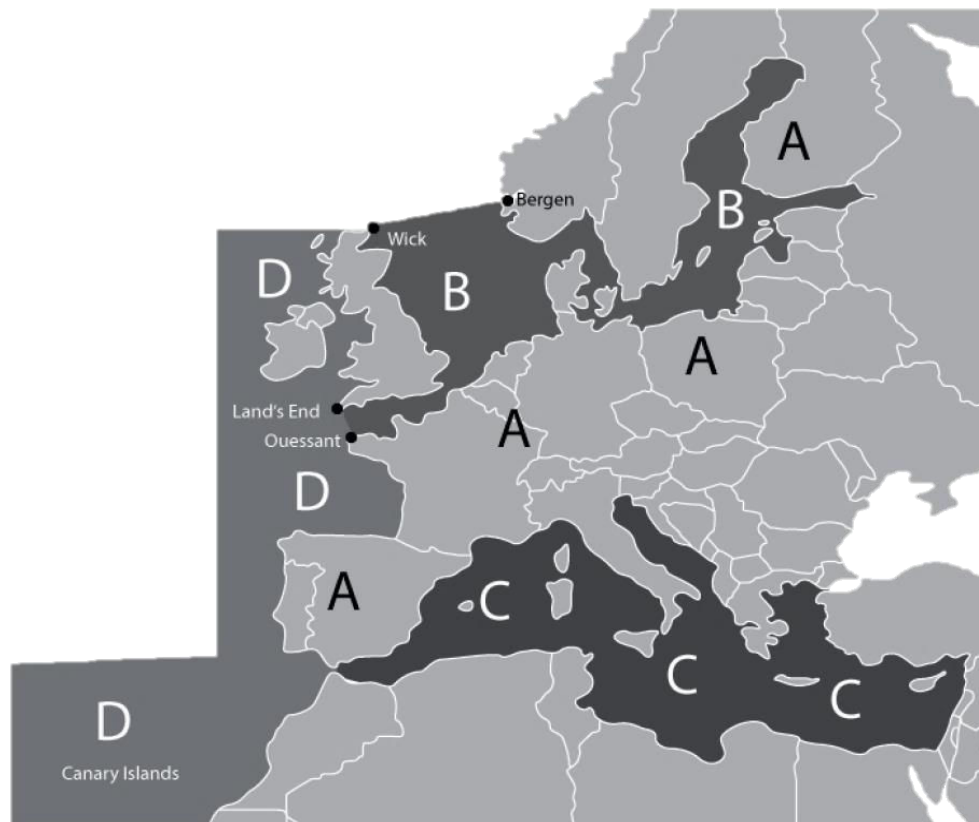 A
Bergen
B
Wick
D
B
A
Land's End
A
Ouessant
D
A
C
C
C
D
Canary Islands